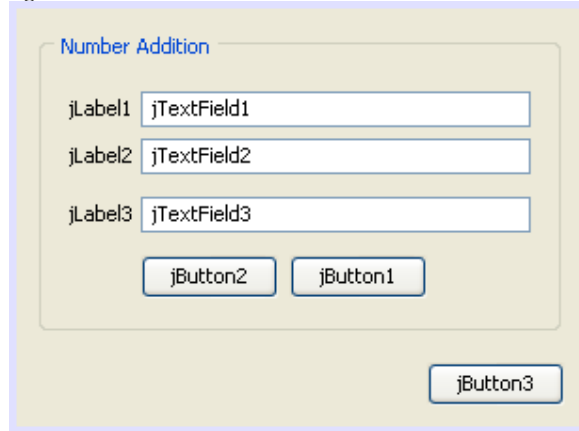 Number Addition
jLabel1 jTextField1
jLabel2 jTextField2
jLabel3 jTextField3
jButton2 jButton1
jButton3